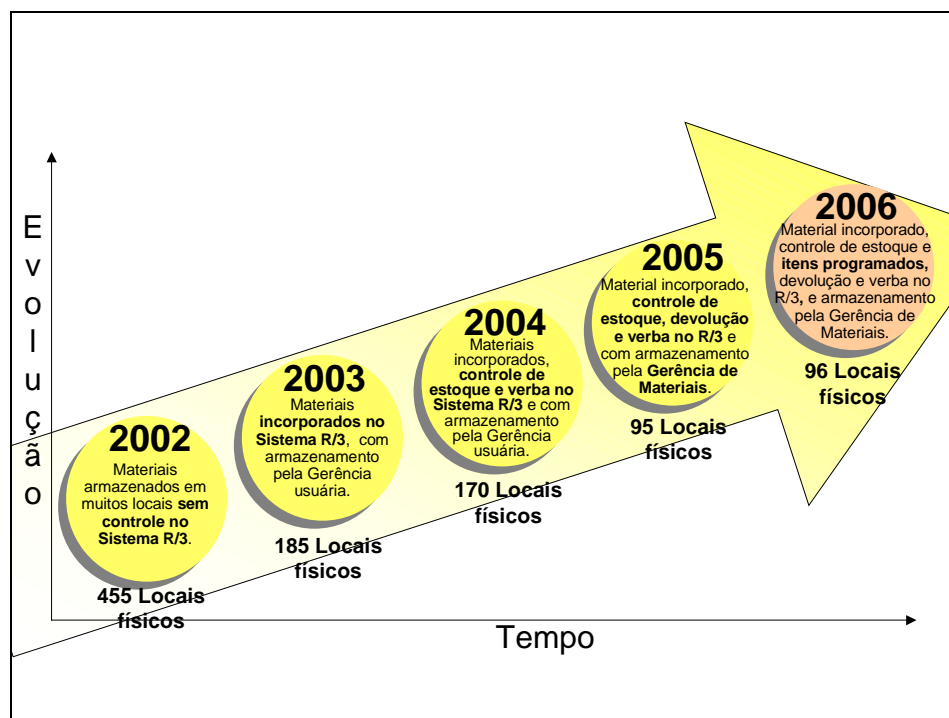 Evolução
2002
Materiais
armazenados em
muitos locais sem
controle no
Sistema R/3.
455 Locais
físicos
2003
Materiais
incorporados no
Sistema R/3, com
armazenamento
pela Gerência
usuária.
185 Locais
físicos
2004
Materiais
incorporados,
controle de
estoque e verba no
Sistema R/3 e com
armazenamento
pela Gerência
usuária.
170 Locais
físicos
2005
Material incorporado,
controle de
estoque, devolução
e verba no R/3 e
com armazenamento
pela Gerência de
Materiais.
95 Locais
físicos
2006
Material incorporado,
controle de estoque e
itens programados,
devolução e verba no
R/3, e armazenamento
pela Gerência de
Materiais.
96 Locais
físicos
Tempo